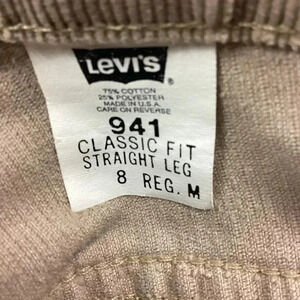 LEVI'S
75% COTTON
25% POLYESTER
MADE IN U.S.A.
CARE ON REVERSE
941
CLASSIC FIT
STRAIGHT LEG
8 REG. M